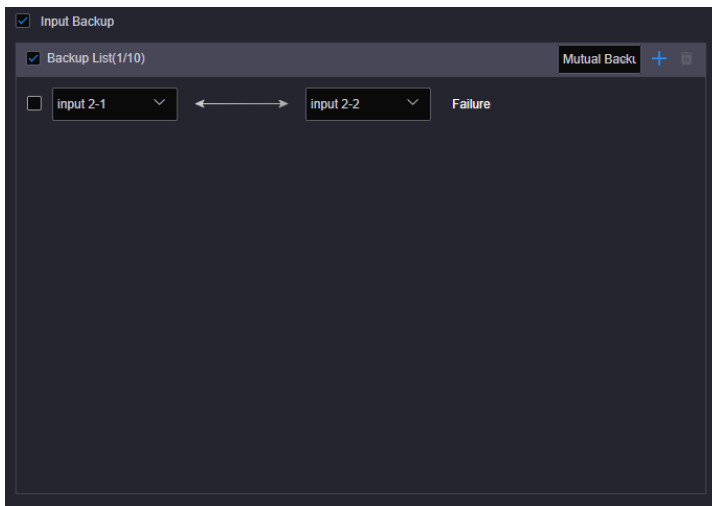 Input Backup
Backup List(1/10)
Mutual Backu
input 2-1
input 2-2
Failure